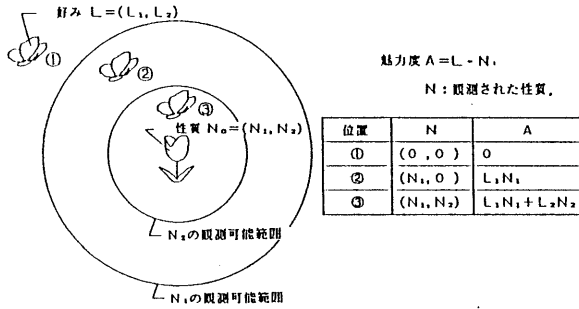 好み L=(L₁,L₂)
①
②
③
性質 N₀=(N₁,N₂)
N₂の観測可能範囲
N₁の観測可能範囲
魅力度 A=L・N,
N:観測された性質。
位置 N A
① (0,0) 0
② (N₁,0) L₁N₁
③ (N₁,N₂) L₁N₁+L₂N₂